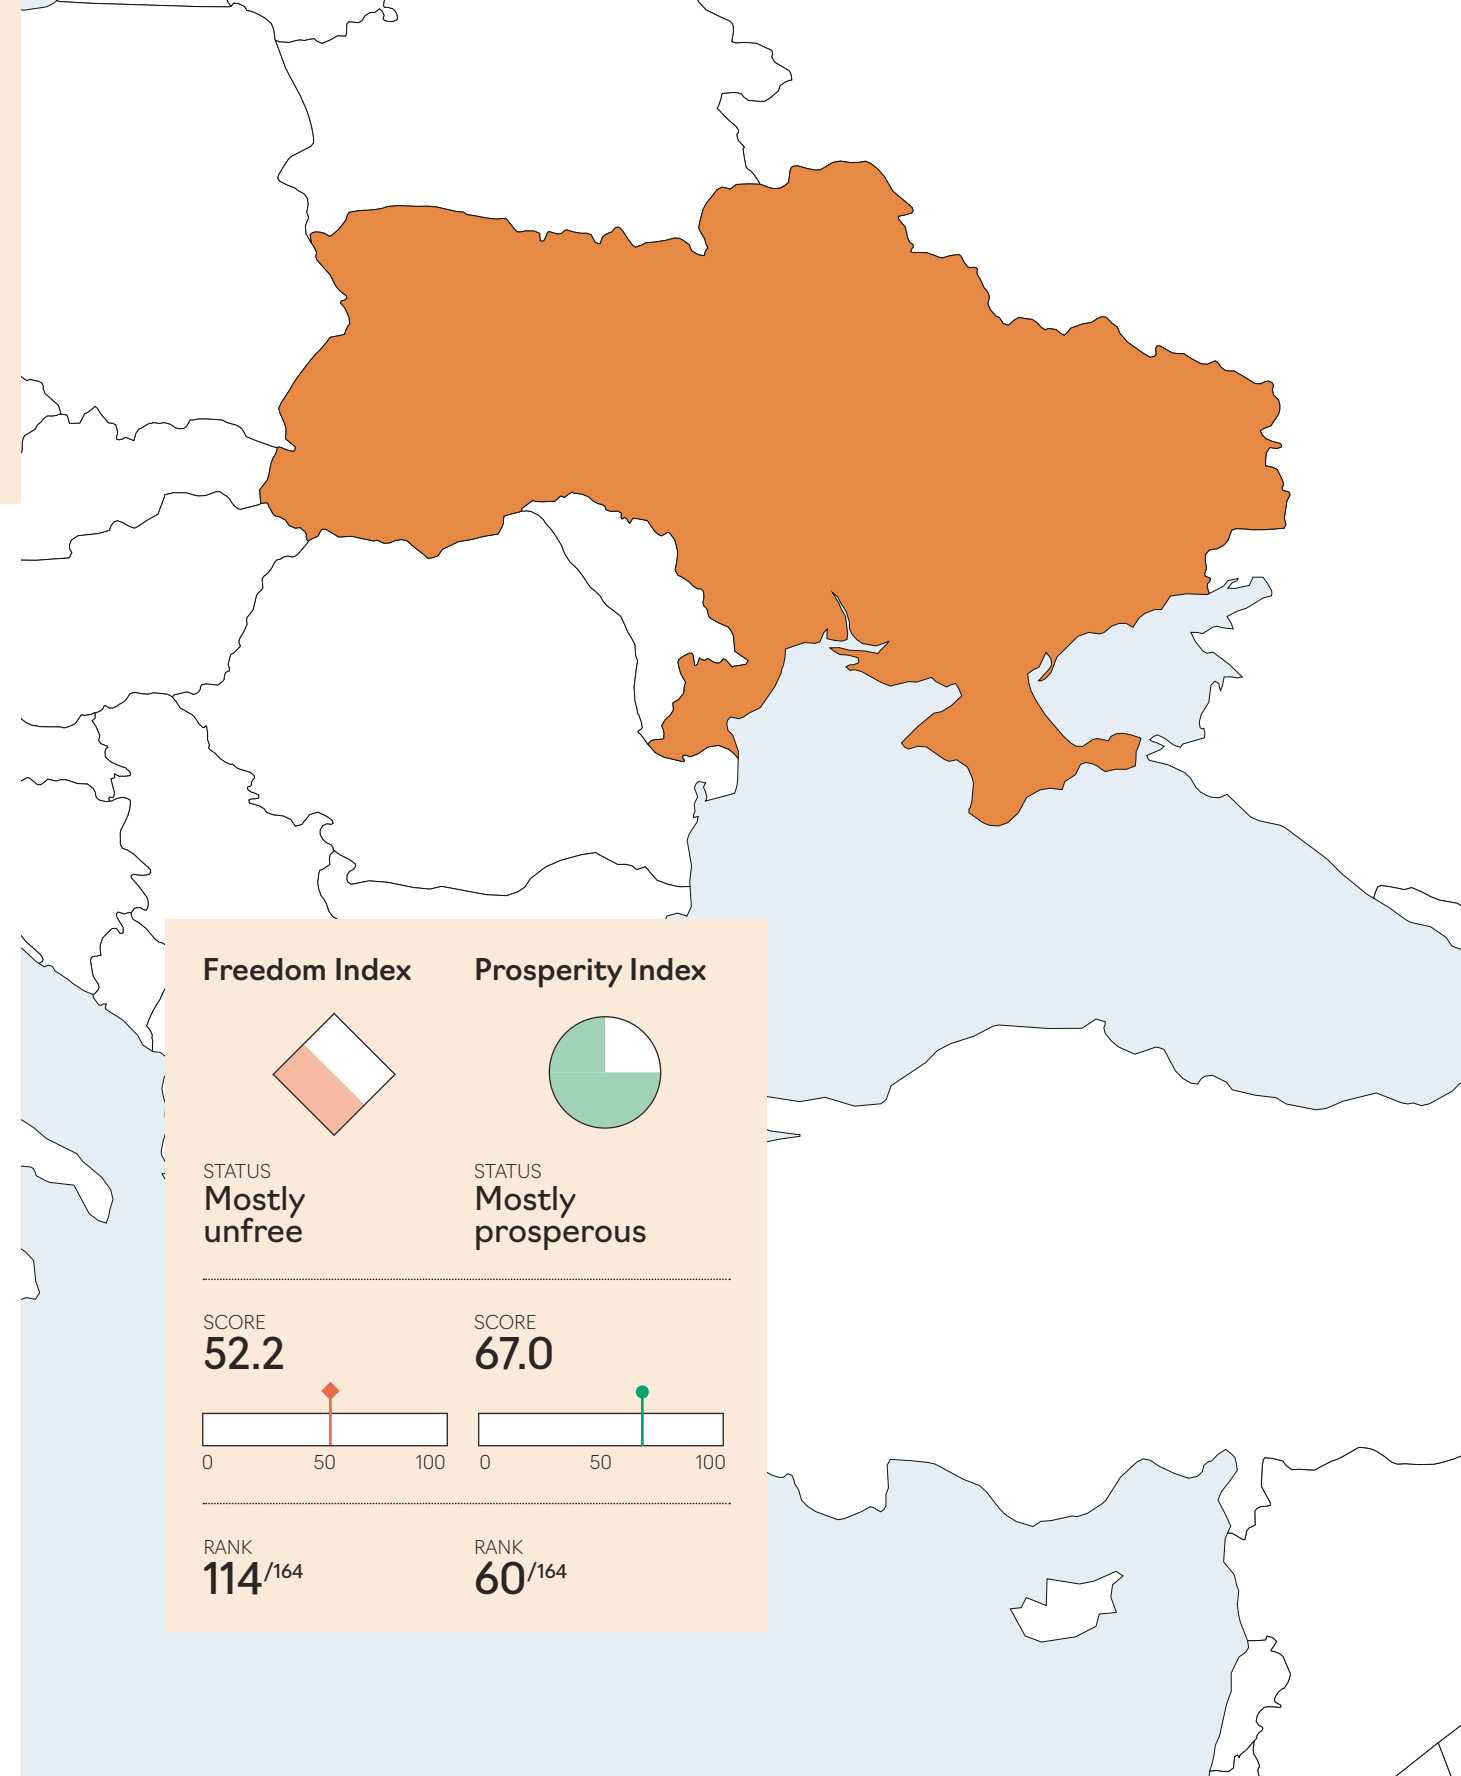 Freedom Index
Prosperity Index
STATUS
Mostly
unfree
STATUS
Mostly
prosperous
SCORE
52.2
SCORE
67.0
0 50 100
0 50 100
RANK
114/164
RANK
60/164